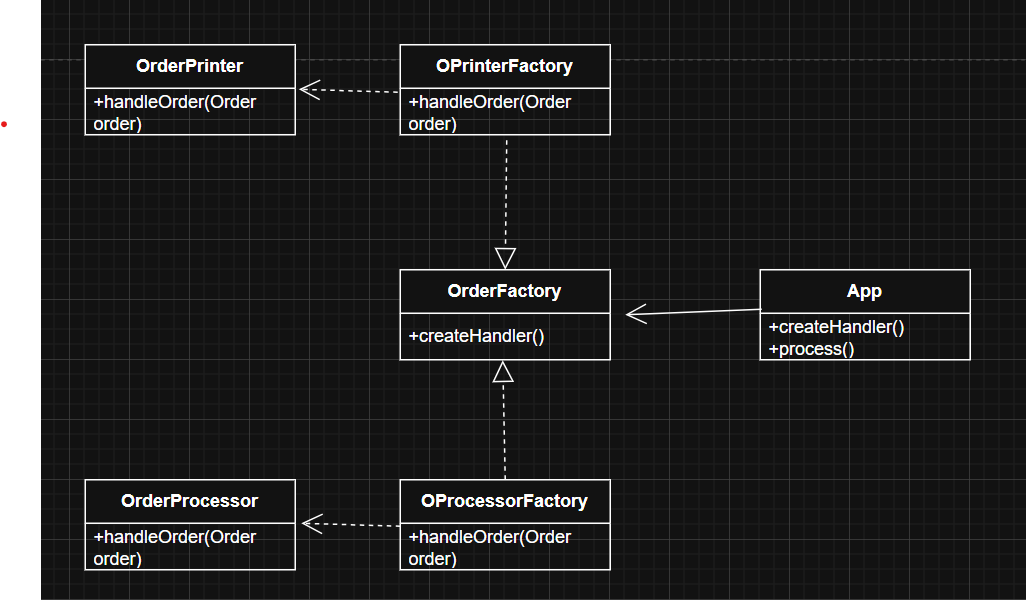 OrderPrinter
+handleOrder(Order
order)
OPrinterFactory
+handleOrder(Order
order)
OrderFactory
+createHandler()
App
+createHandler()
+process()
OrderProcessor
+handleOrder(Order
order)
OProcessorFactory
+handleOrder(Order
order)